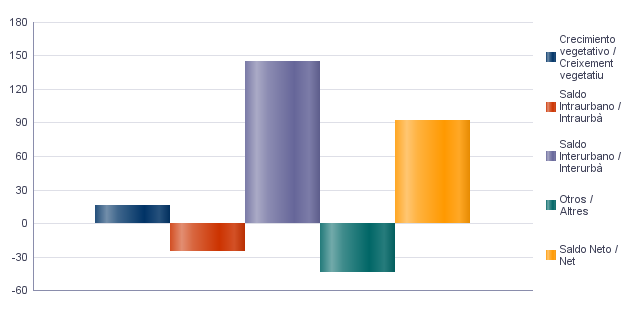 180
150
120
90
60
30
0
-30
-60
Crecimiento
vegetativo /
Creixement
vegetatiu
Saldo
Intraurbano /
Intraurbà
Saldo
Interurbano /
Interurbà
Otros /
Altres
Saldo Neto /
Net